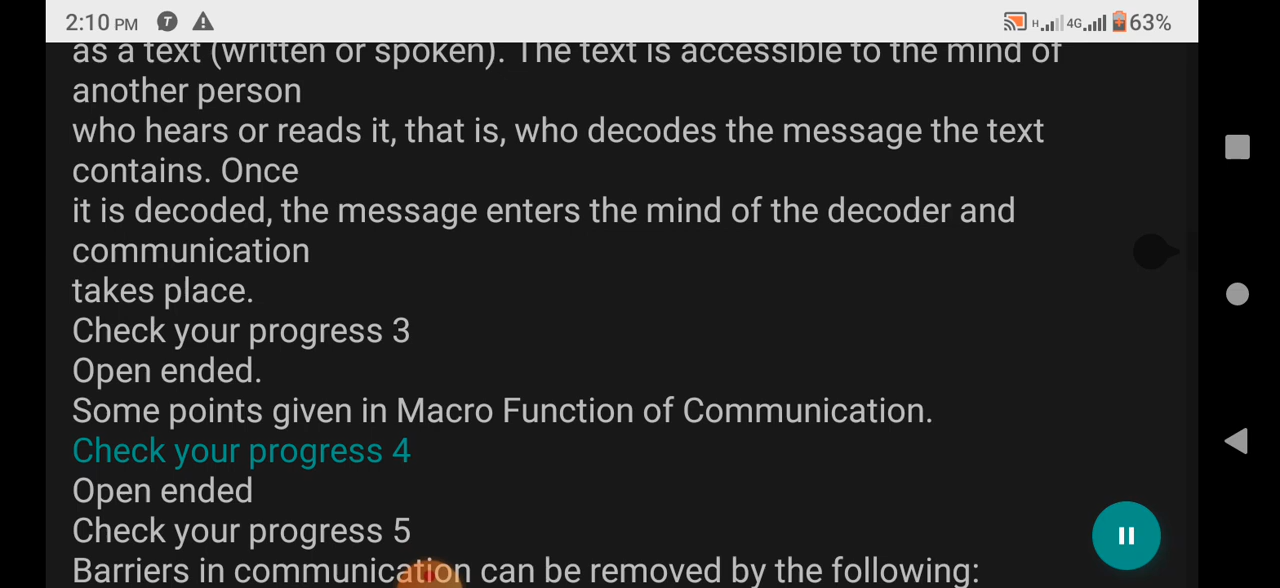 2:10 PM
H 4G 63%
as a text (written or spoken). The text is accessible to the mind of
another person
who hears or reads it, that is, who decodes the message the text
contains. Once
it is decoded, the message enters the mind of the decoder and
communication
takes place.
Check your progress 3
Open ended.
Some points given in Macro Function of Communication.
Check your progress 4
Open ended
Check your progress 5
Barriers in communication can be removed by the following: